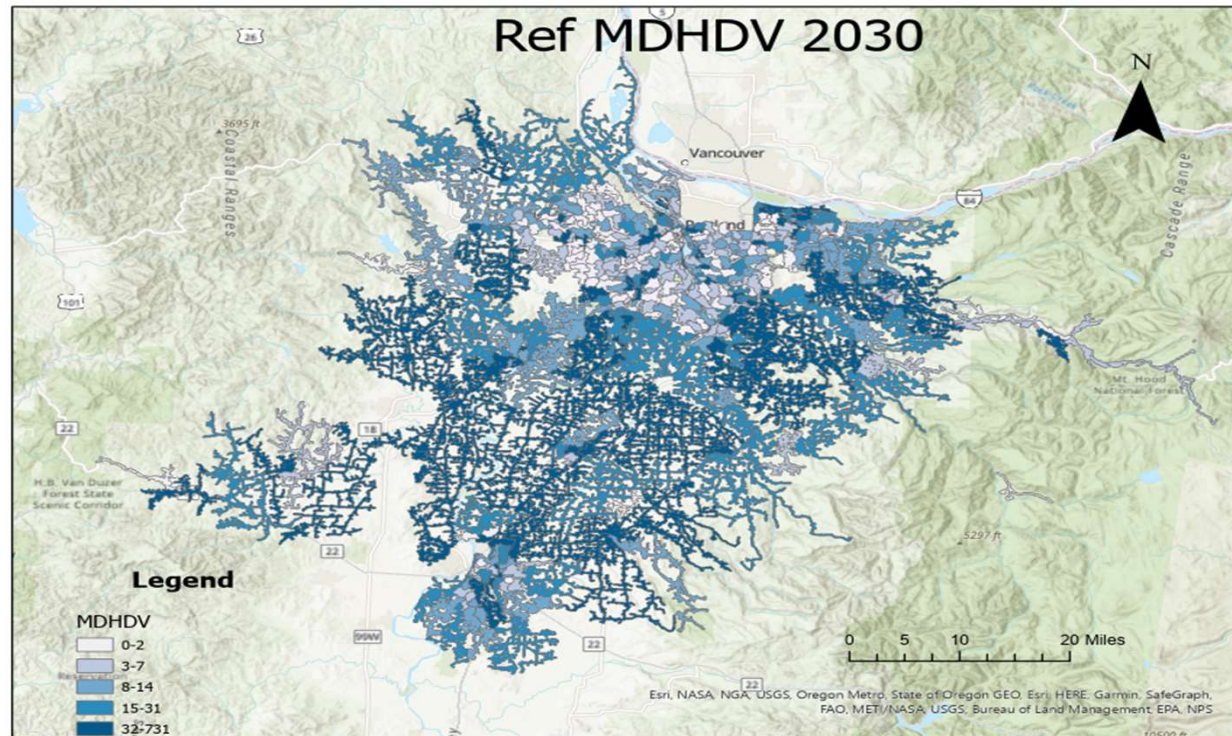 Ref MDHDV 2030
5
26
N
3695 ft
Coastal Ranges
Vancouver
84
Cascade Range
101
Mt. Hood
National Forest
22
18
H.B. Van Duzer
Forest State
Scenic Corridor
22
5297 ft
Legend
MDHDV
0-2
3-7
8-14
15-31
32-731
99W
22
22
0 5 10 20 Miles
Esri, NASA, NGA, USGS, Oregon Metro, State of Oregon GEO, Esri, HERE, Garmin, SafeGraph,
FAO, METI/NASA, USGS, Bureau of Land Management, EPA, NPS